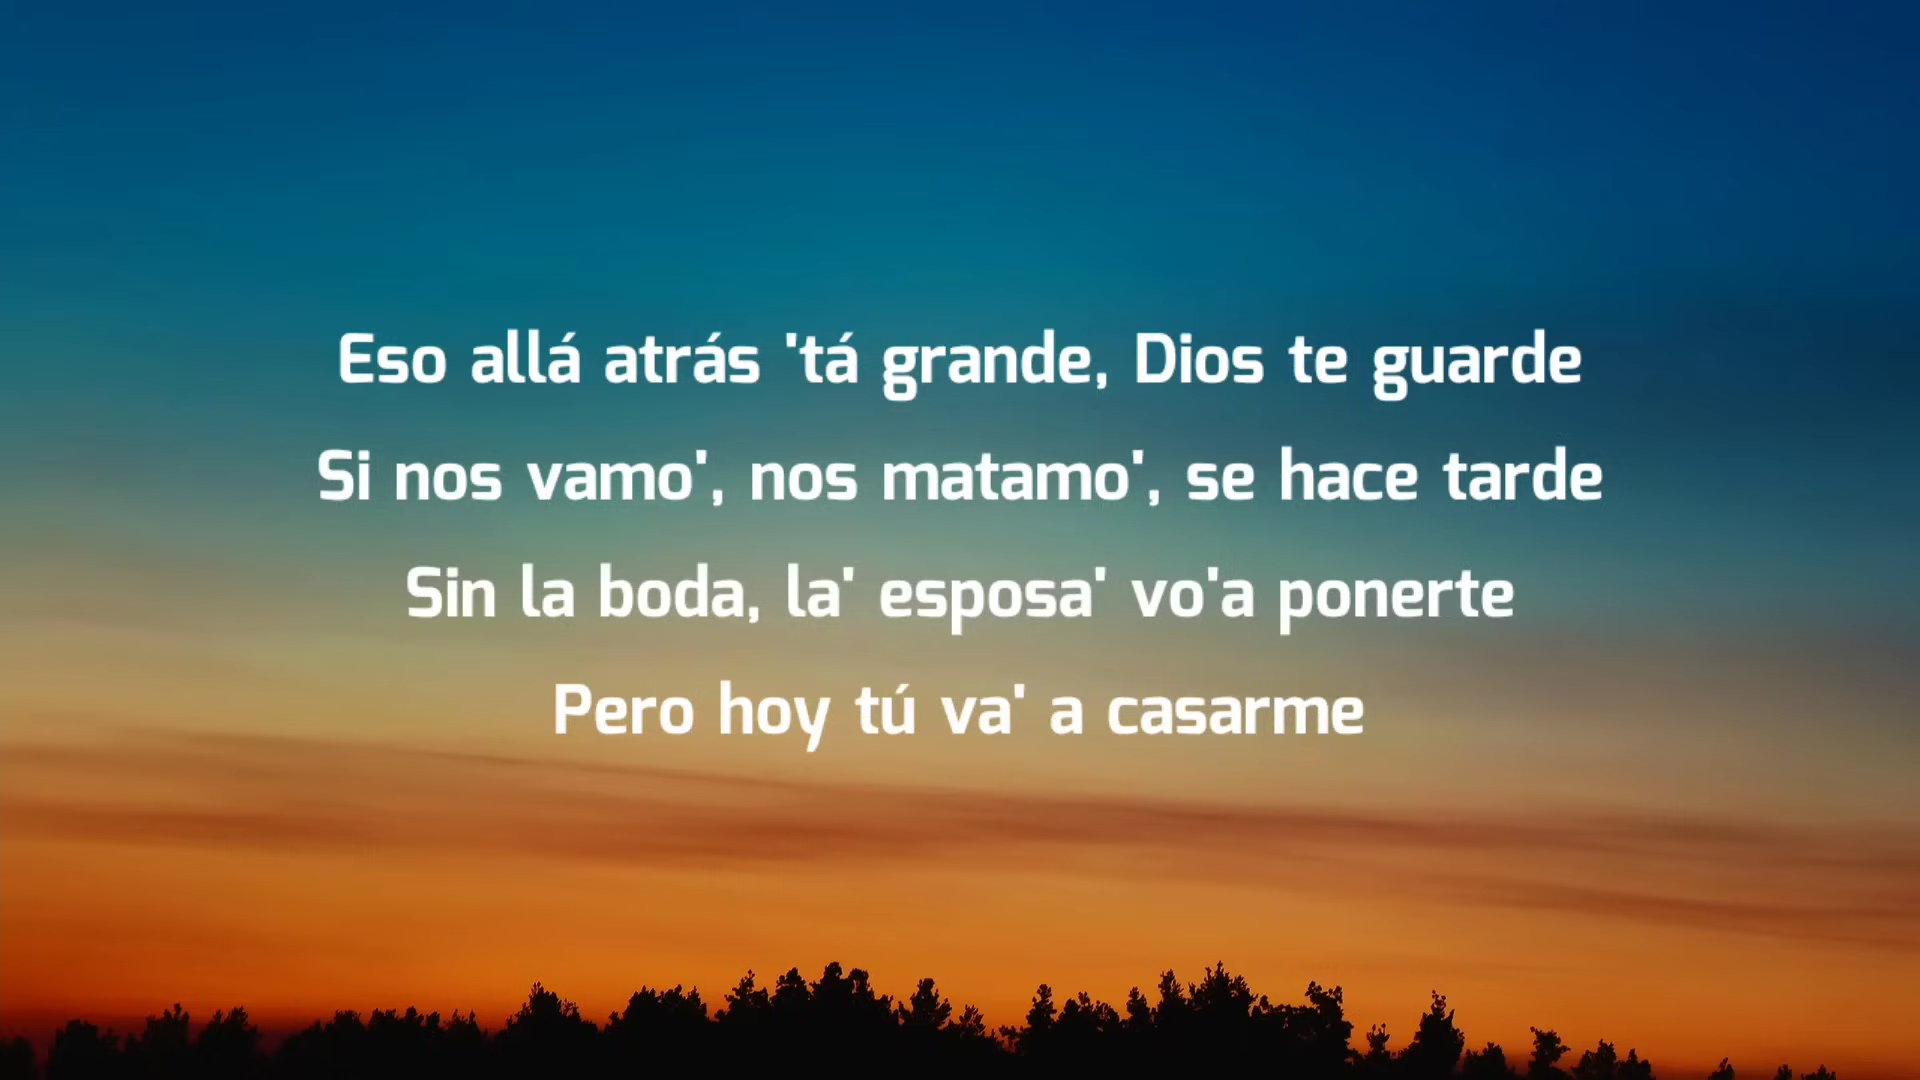 Eso allá atrás 'tá grande, Dios te guarde
Si nos vamo', nos matamo', se hace tarde
Sin la boda, la' esposa' vo'a ponerte
Pero hoy tú va' a casarme